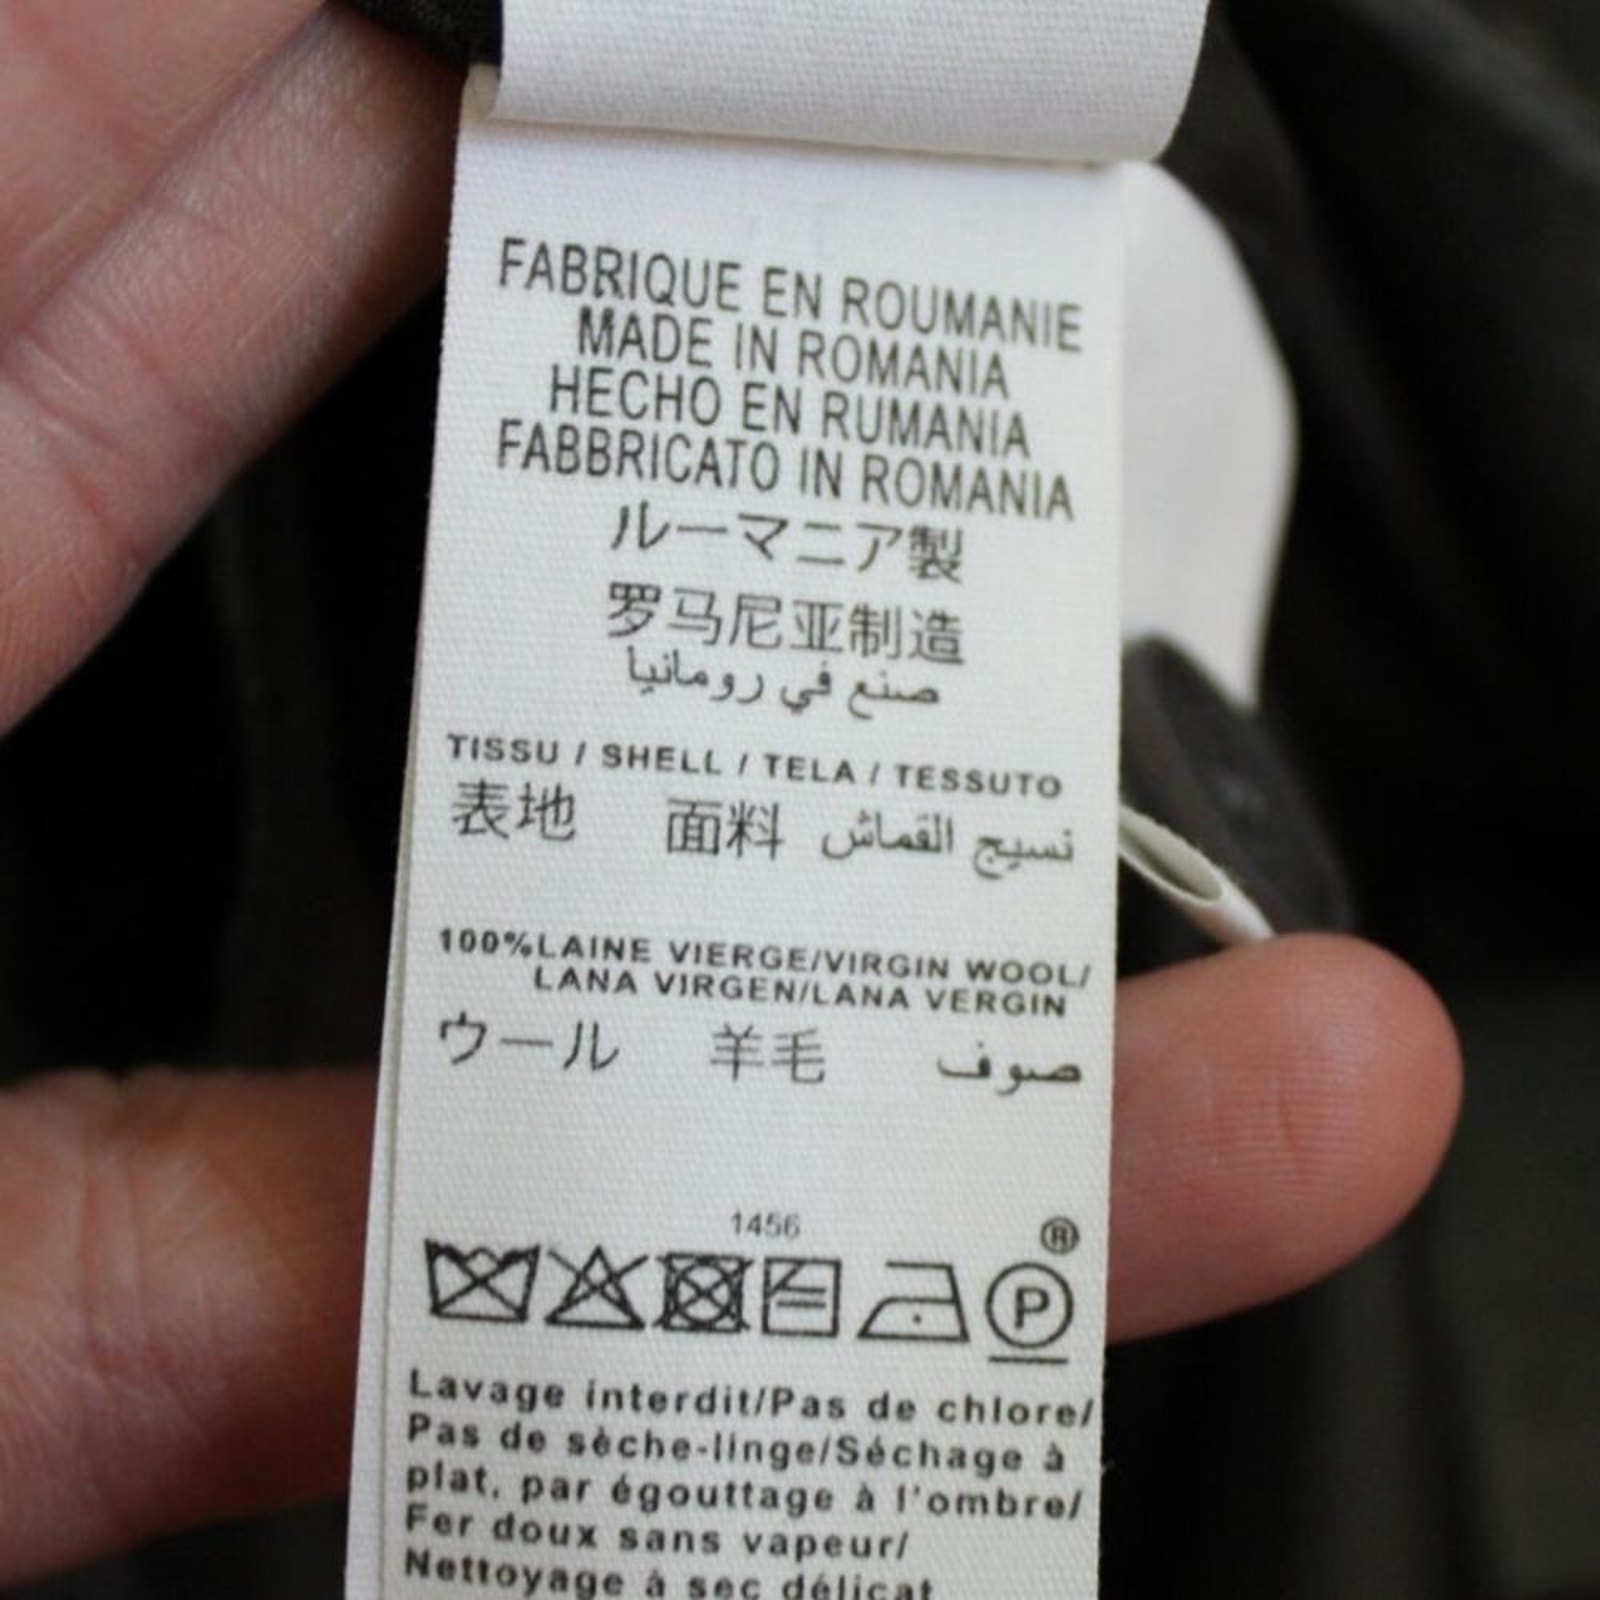 FABRIQUE EN ROUMANIE
MADE IN ROMANIA
HECHO EN RUMANIA
FABBRICATO IN ROMANIA
ルーマニア製
罗马尼亚制造
صنع في رومانيا
TISSU / SHELL / TELA / TESSUTO
表地 面料 نسيج القماش
100%LAINE VIERGE/VIRGIN WOOL/
LANA VIRGEN/LANA VERGIN
ウール 羊毛 صوف
1456
®
P
Lavage interdit/Pas de chlore/
Pas de sèche-linge/Séchage à
plat, par égouttage à l'ombre/
Fer doux sans vapeur/
Nettoyage à sec délicat